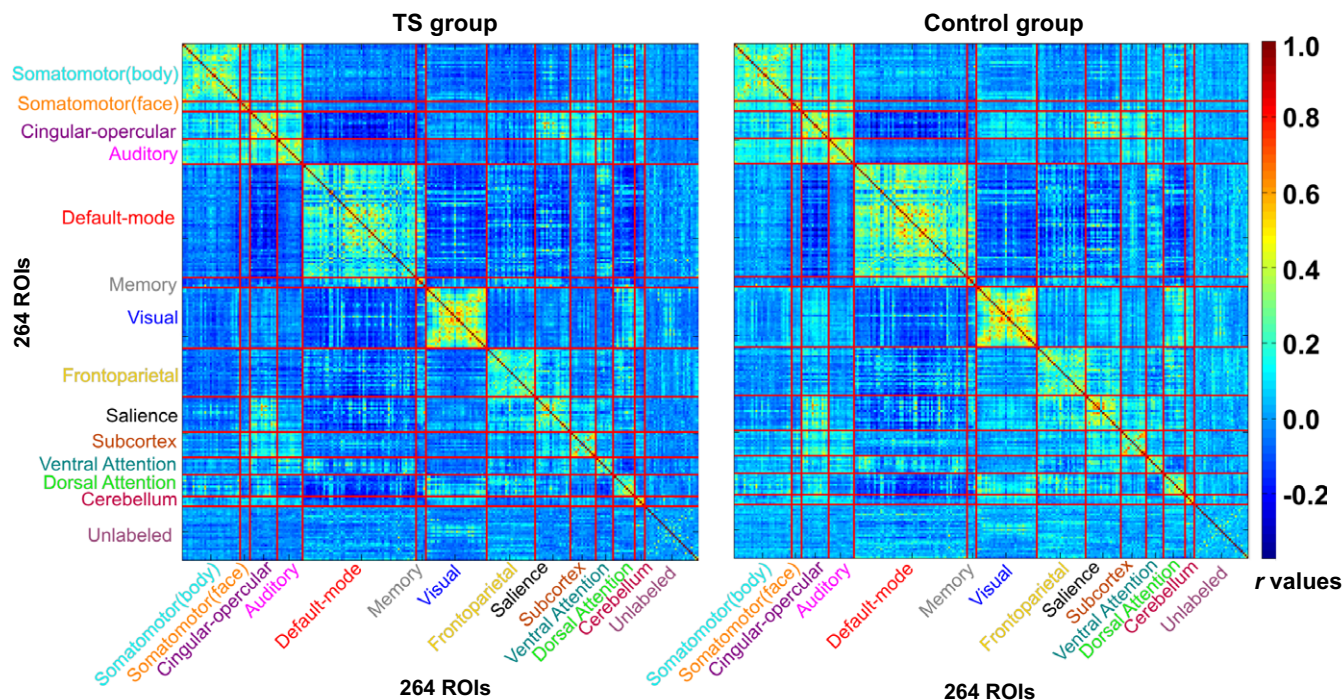 TS group
Control group
Somatomotor(body)
Somatomotor(face)
Cingular-opercular
Auditory
Default-mode
Memory
Visual
Frontoparietal
Salience
Subcortex
Ventral Attention
Dorsal Attention
Cerebellum
Unlabeled
264 ROIs
1.0
0.8
0.6
0.4
0.2
0.0
-0.2
r values
Somatomotor(body)
Somatomotor(face)
Cingular-opercular
Auditory
Default-mode
Memory
Visual
Frontoparietal
Salience
Subcortex
Ventral Attention
Dorsal Attention
Cerebellum
Unlabeled
264 ROIs
Somatomotor(body)
Somatomotor(face)
Cingular-opercular
Auditory
Default-mode
Memory
Visual
Frontoparietal
Salience
Subcortex
Ventral Attention
Dorsal Attention
Cerebellum
Unlabeled
264 ROIs